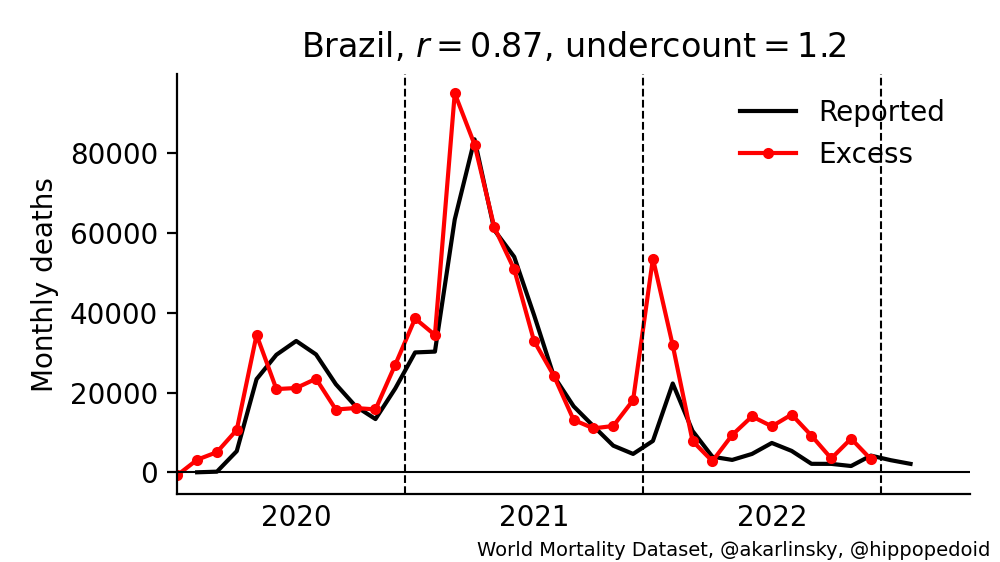 Brazil, r = 0.87, undercount = 1.2
Reported
Excess
Monthly deaths
80000
60000
40000
20000
0
2020 2021 2022
World Mortality Dataset, @akarlinsky, @hippopedoid